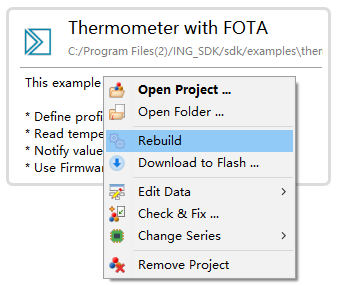 Thermometer with FOTA
C:/Program Files(2)/ING_SDK/sdk/examples\ther
This example
* Define profi
* Read tempe
* Notify value
* Use Firmwar
Open Project ...
Open Folder ...
Rebuild
Download to Flash ...
Edit Data
Check & Fix ...
Change Series
Remove Project